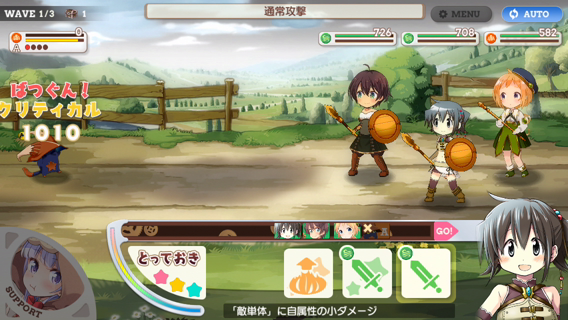 WAVE 1/3 1
通常攻撃
MENU
AUTO
0
A
726
708
582
ばつぐん!
クリティカル
1010
GO!
とっておき
「敵単体」に自属性の小ダメージ
SUPPORT